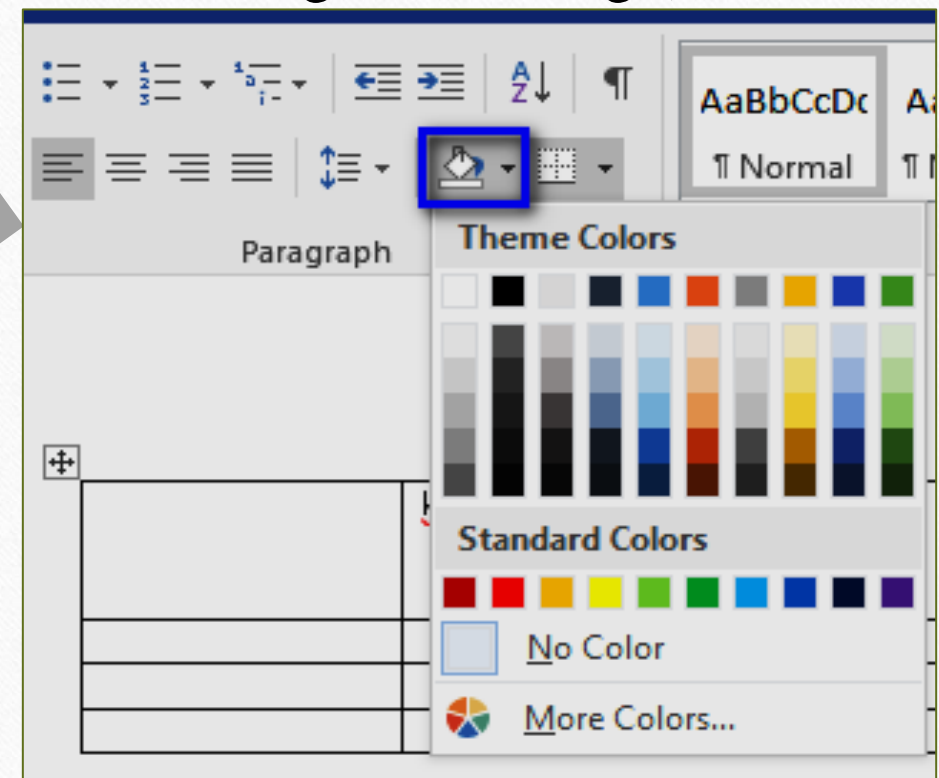 AaBbCcDc
¶ Normal
Paragraph
Theme Colors
Standard Colors
No Color
More Colors...